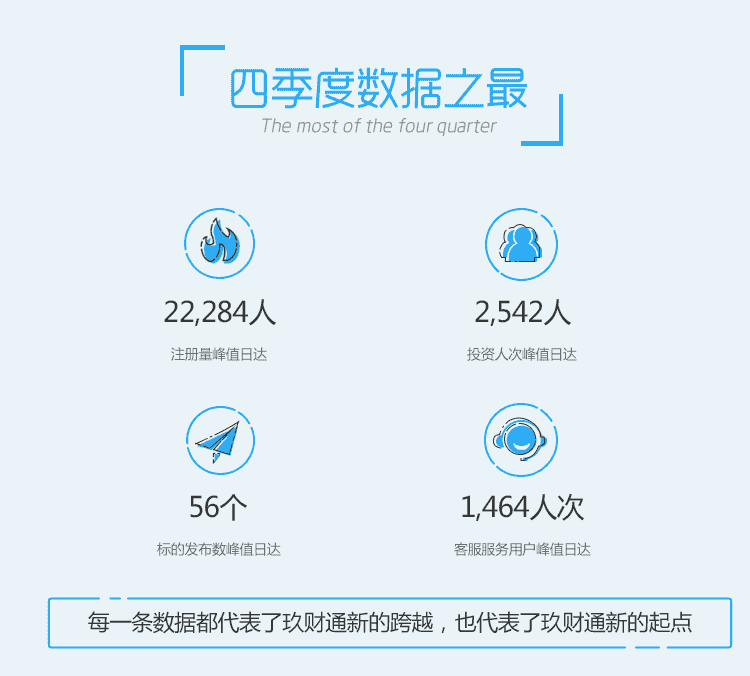 四季度数据之最
The most of the four quarter
22,284人
2,542人
注册量峰值日达
投资人次峰值日达
56个
1,464人次
标的发布数峰值日达
客服服务用户峰值日达
每一条数据都代表了玖财通新的跨越，也代表了玖财通新的起点